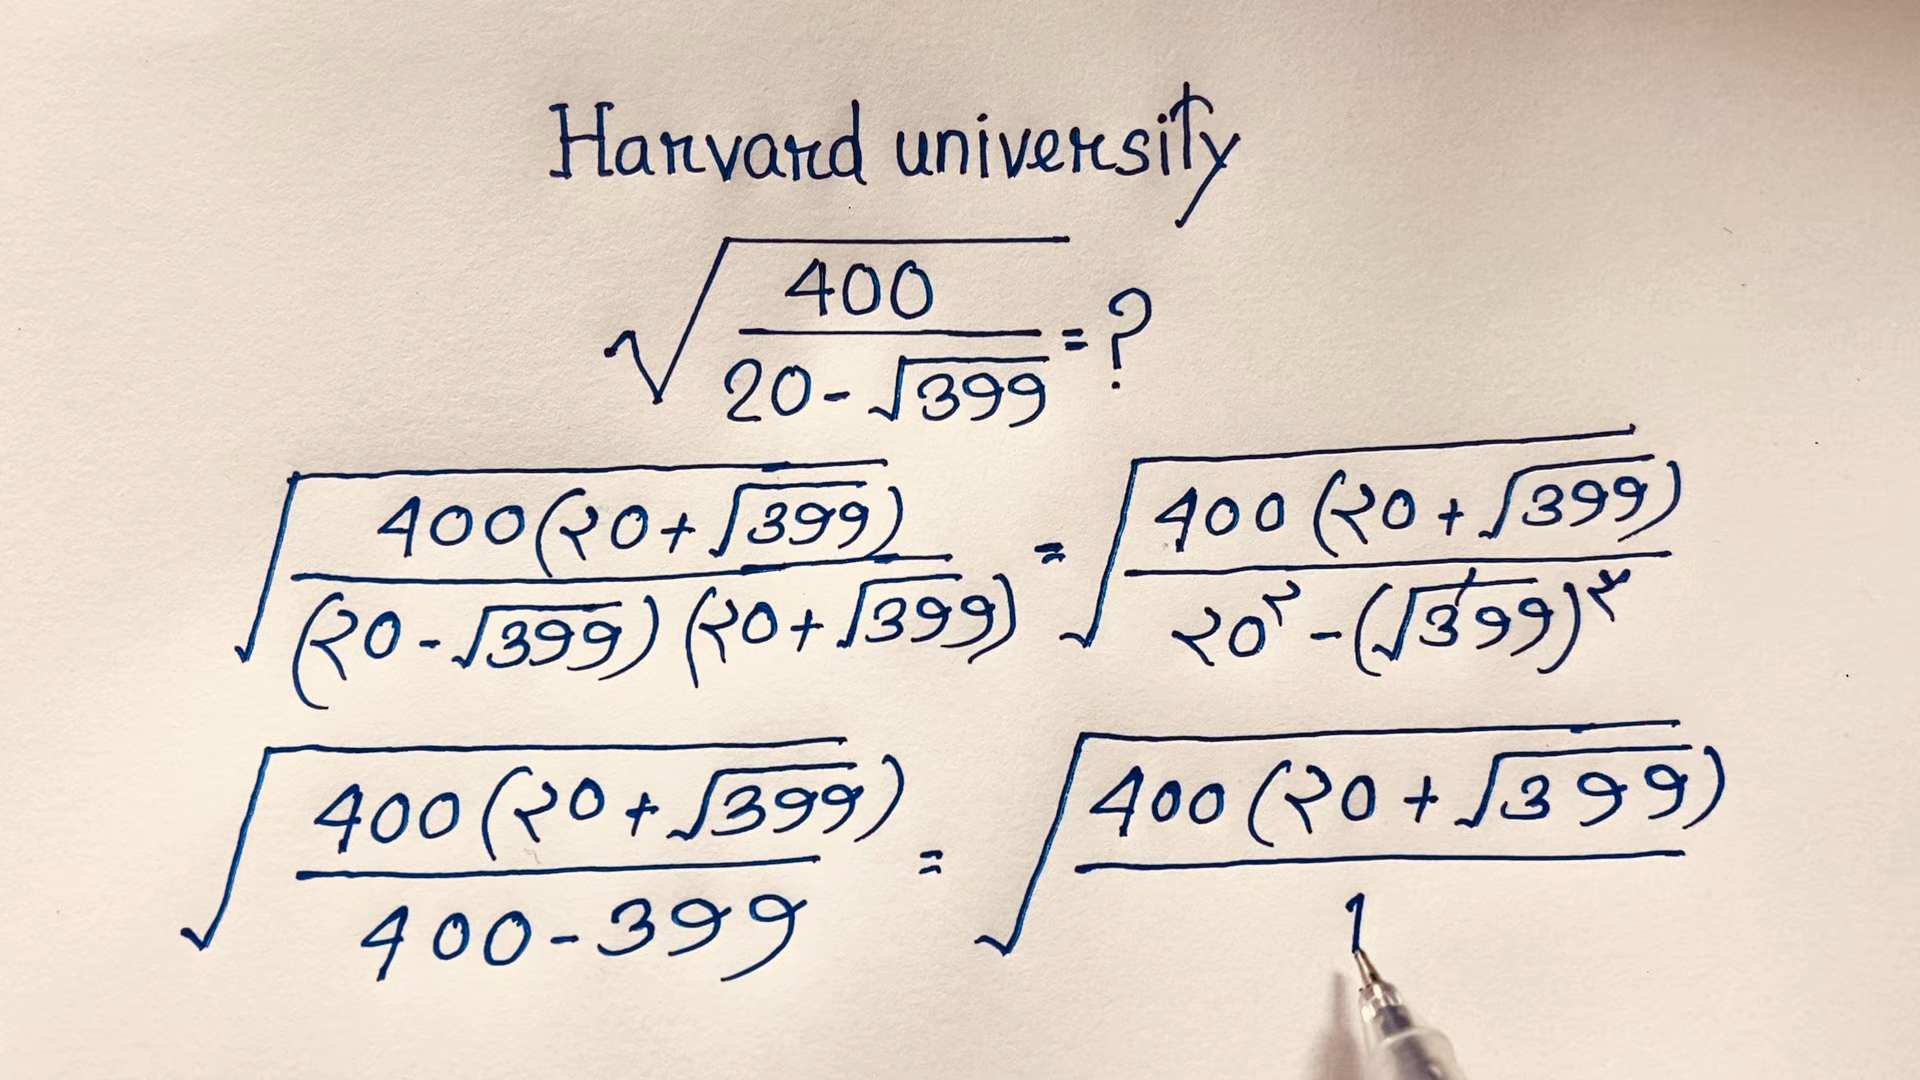 Harvard university
√(400/(20-√399)) = ?
√(400(20+√399)/((20-√399)(20+√399))) = √(400(20+√399)/(20²-(√399)²))
√(400(20+√399)/(400-399)) = √(400(20+√399)/1)